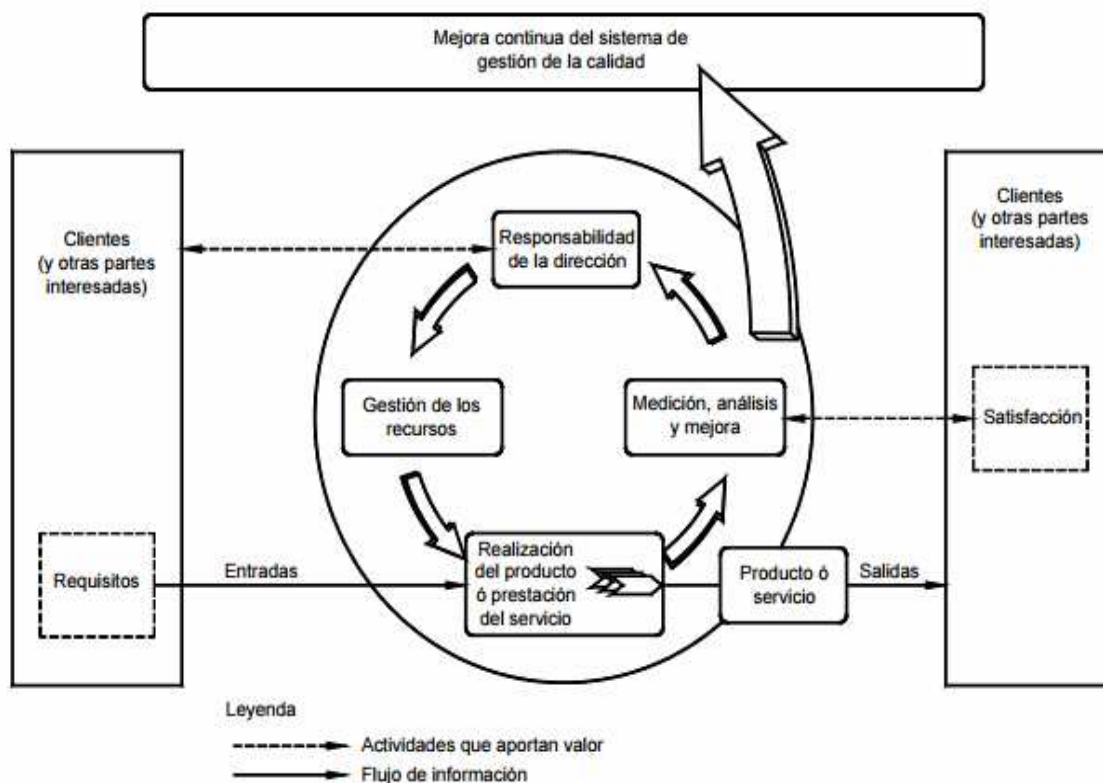 Mejora continua del sistema de
gestión de la calidad
Clientes
(y otras partes
interesadas)
Responsabilidad
de la dirección
Clientes
(y otras partes
interesadas)
Gestión de los
recursos
Medición, análisis
y mejora
Satisfacción
Requisitos
Entradas
Realización
del producto
ó prestación
del servicio
Producto ó
servicio
Salidas
Leyenda
Actividades que aportan valor
Flujo de información